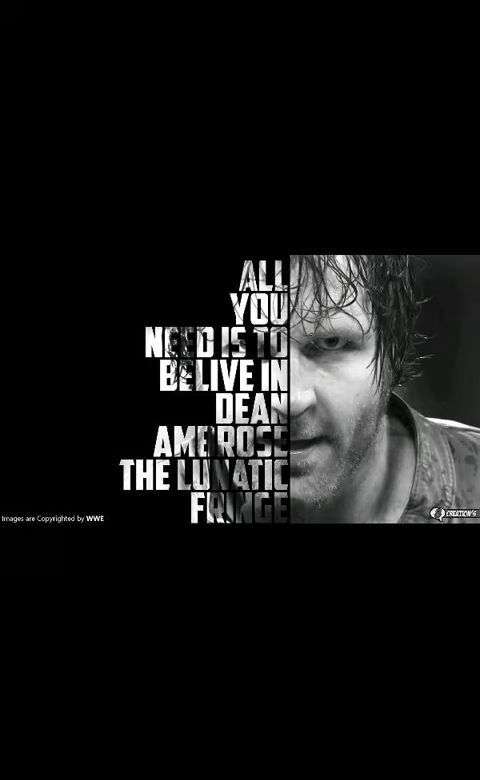 ALL
YOU
NEED IS TO
BELIVE IN
DEAN
AMBROSE
THE LUNATIC
FRINGE
Images are Copyrighted by WWE
CREATION'S